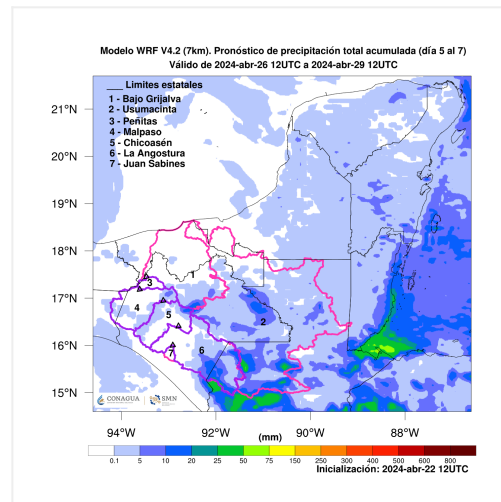 Modelo WRF V4.2 (7km). Pronóstico de precipitación total acumulada (día 5 al 7)
Válido de 2024-abr-26 12UTC a 2024-abr-29 12UTC
Limites estatales
1 - Bajo Grijalva
2 - Usumacinta
3 - Peñitas
4 - Malpaso
5 - Chicoasén
6 - La Angostura
7 - Juan Sabines
21°N
20°N
19°N
18°N
17°N
16°N
15°N
1
2
3
4
5
6
7
CONAGUA
SMN
94°W 92°W 90°W 88°W
(mm)
0.1 5 10 20 25 50 75 150 250 300 400 500 600 800
Inicialización: 2024-abr-22 12UTC